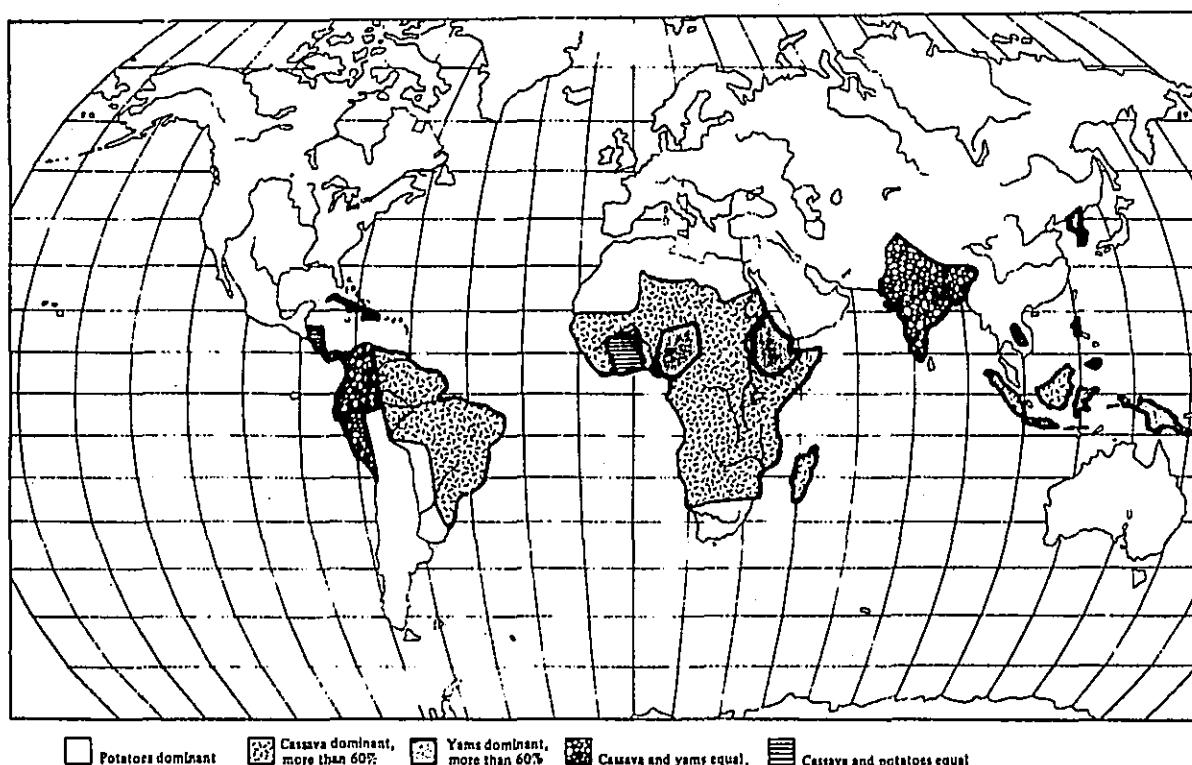 Potatoes dominant
Cassava dominant,
more than 60%
Yams dominant,
more than 60%
Cassava and yams equal,
Cassava and potatoes equal